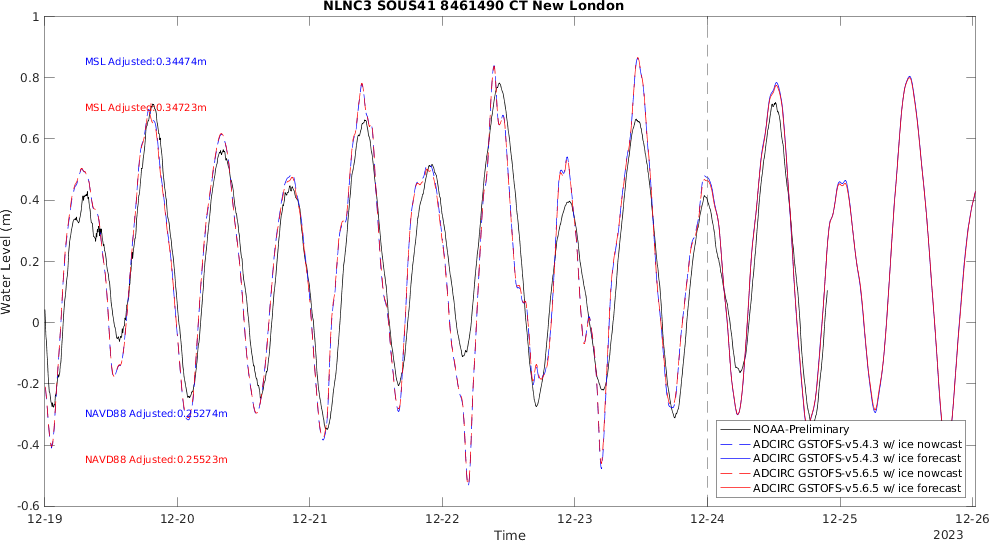 NLNC3 SOUS41 8461490 CT New London
1
0.8
0.6
0.4
0.2
0
-0.2
-0.4
-0.6
Water Level (m)
MSL Adjusted:0.34474m
MSL Adjusted:0.34723m
NAVD88 Adjusted:0.25274m
NAVD88 Adjusted:0.25523m
NOAA-Preliminary
ADCIRC GSTOFS-v5.4.3 w/ ice nowcast
ADCIRC GSTOFS-v5.4.3 w/ ice forecast
ADCIRC GSTOFS-v5.6.5 w/ ice nowcast
ADCIRC GSTOFS-v5.6.5 w/ ice forecast
12-19 12-20 12-21 12-22 12-23 12-24 12-25 12-26
Time
2023